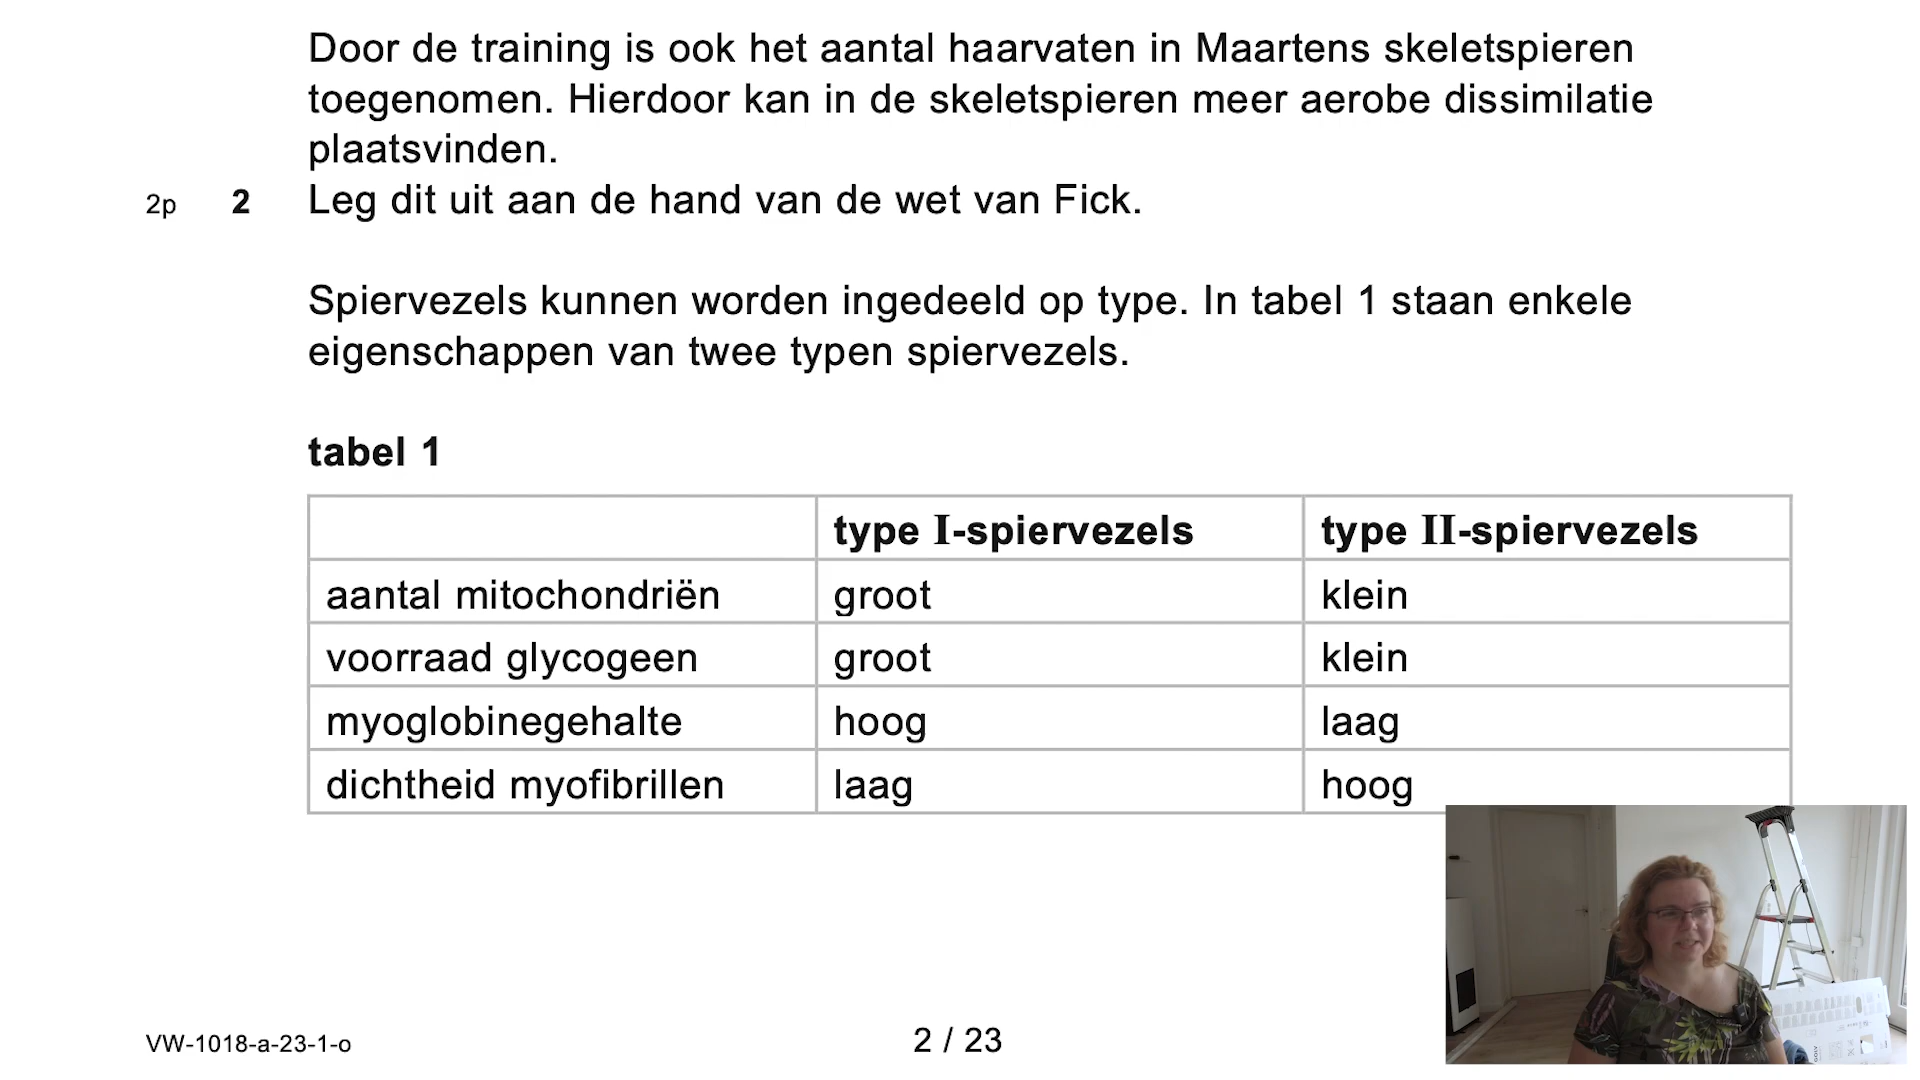 Door de training is ook het aantal haarvaten in Maartens skeletspieren
toegenomen. Hierdoor kan in de skeletspieren meer aerobe dissimilatie
plaatsvinden.
2p 2 Leg dit uit aan de hand van de wet van Fick.
Spiervezels kunnen worden ingedeeld op type. In tabel 1 staan enkele
eigenschappen van twee typen spiervezels.
tabel 1
type I-spiervezels type II-spiervezels
aantal mitochondriën groot klein
voorraad glycogeen groot klein
myoglobinegehalte hoog laag
dichtheid myofibrillen laag hoog
VW-1018-a-23-1-o 2 / 23